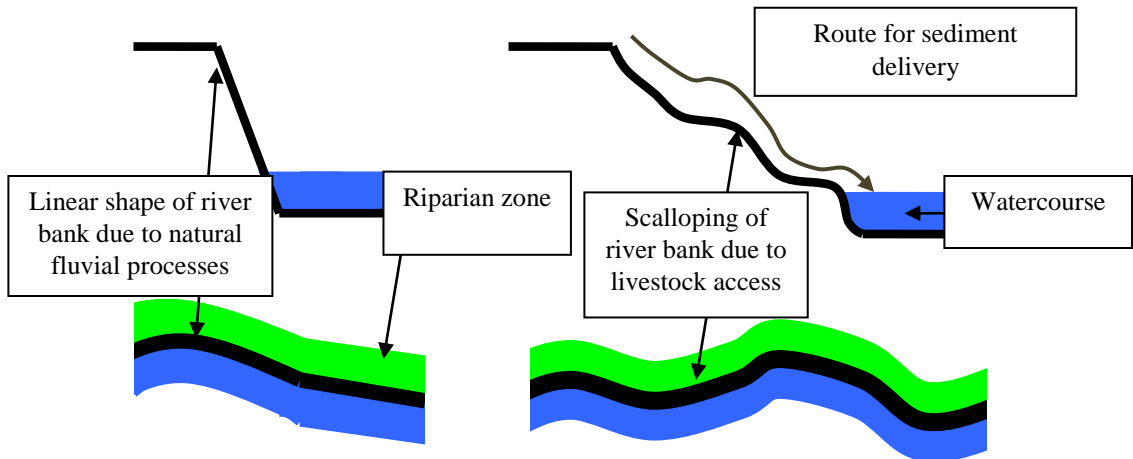 Route for sediment
delivery
Linear shape of river
bank due to natural
fluvial processes
Riparian zone
Scalloping of
river bank due to
livestock access
Watercourse